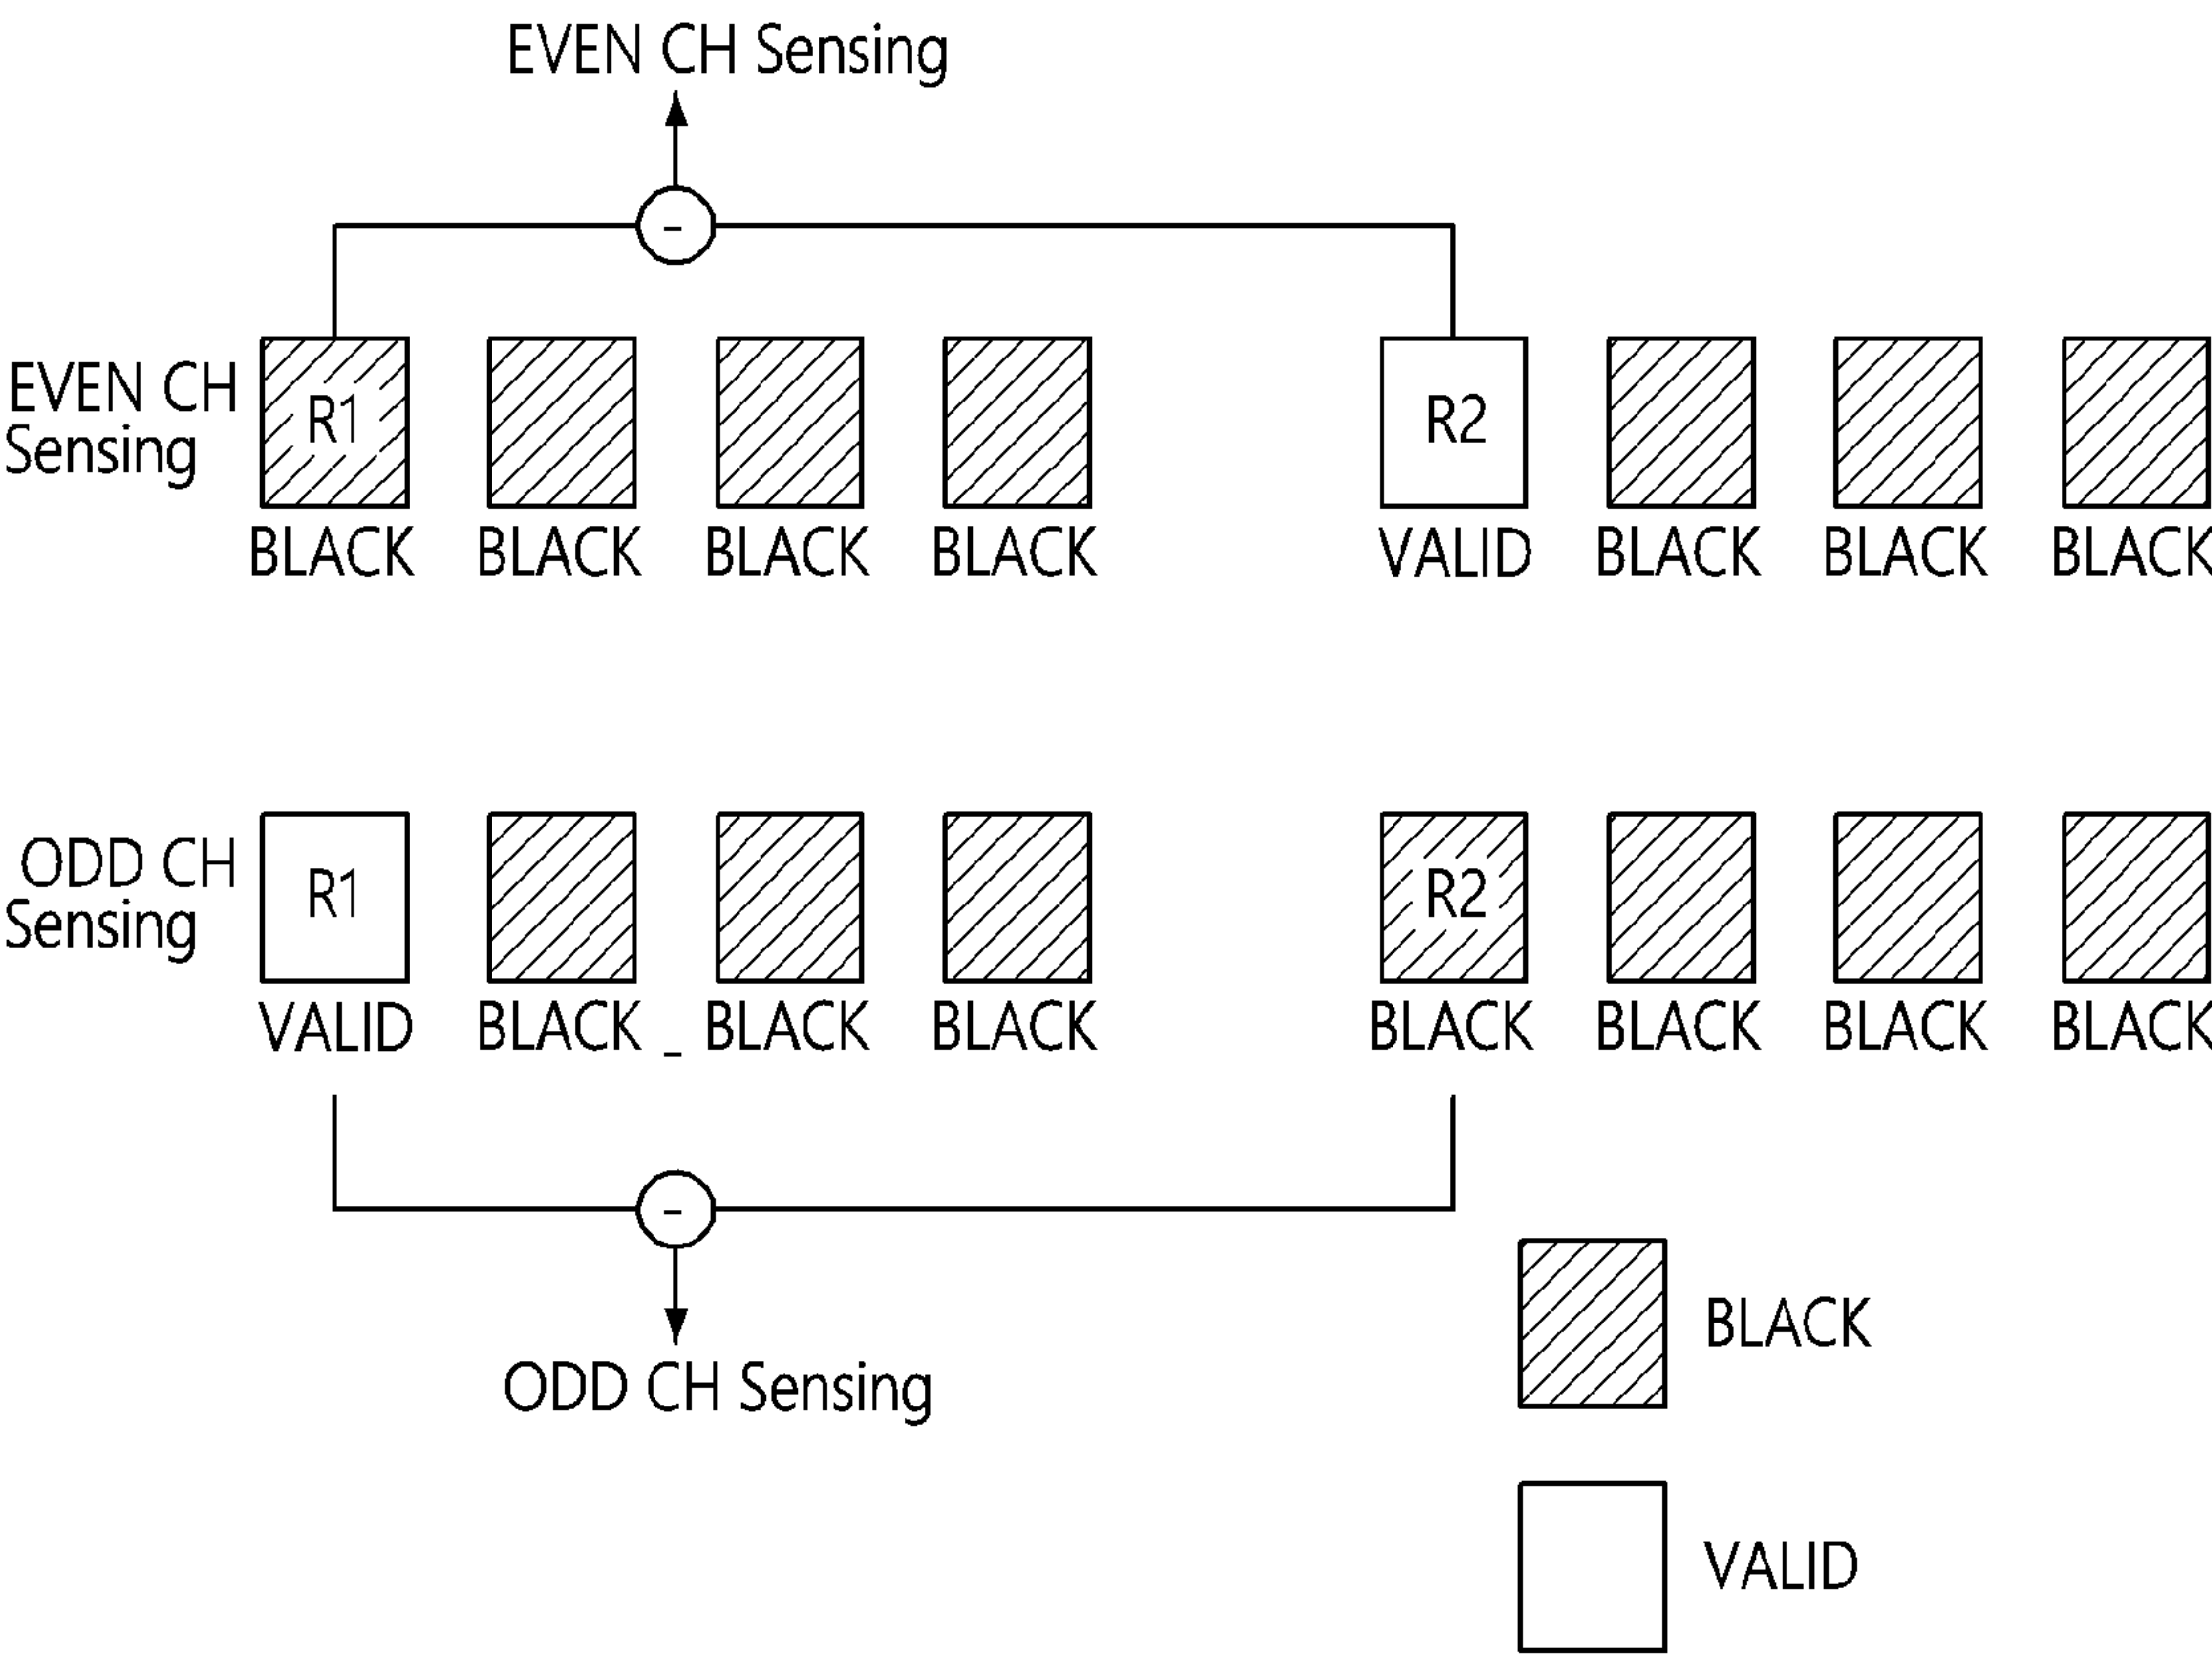 EVEN CH Sensing
-
EVEN CH
Sensing
R1
R2
BLACK BLACK BLACK BLACK VALID BLACK BLACK BLACK
ODD CH
Sensing
R1
R2
VALID BLACK - BLACK BLACK BLACK BLACK BLACK BLACK
-
ODD CH Sensing
BLACK
VALID